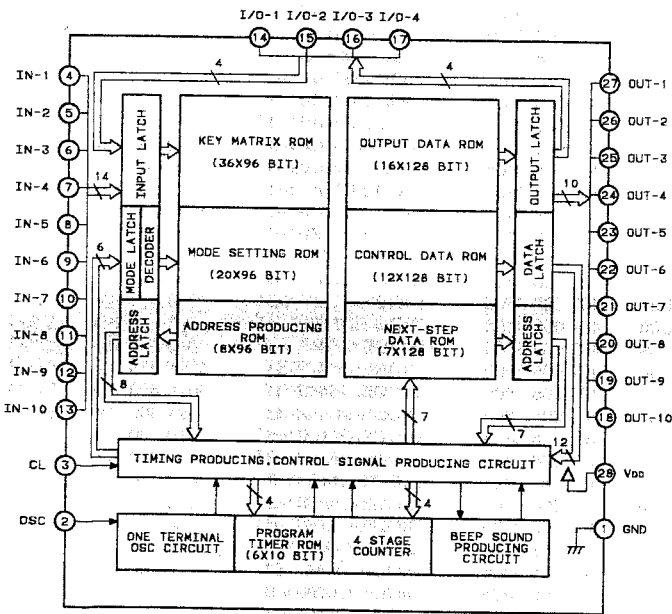 I/O-1 I/O-2 I/O-3 I/O-4
14 15 16 17
4 4
IN-1 4
IN-2 5
IN-3 6
IN-4 7
IN-5 8
IN-6 9
IN-7 10
IN-8 11
IN-9 12
IN-10 13
CL 3
OSC 2
27 OUT-1
26 OUT-2
25 OUT-3
24 OUT-4
23 OUT-5
22 OUT-6
21 OUT-7
20 OUT-8
19 OUT-9
18 OUT-10
28 VDD
1 GND
14
INPUT LATCH
KEY MATRIX ROM
(36X96 BIT)
OUTPUT DATA ROM
(16X128 BIT)
OUTPUT LATCH
10
6
MODE LATCH
DECODER
MODE SETTING ROM
(20X96 BIT)
CONTROL DATA ROM
(12X128 BIT)
DATA LATCH
ADDRESS LATCH
ADDRESS PRODUCING
ROM
(8X96 BIT)
NEXT-STEP
DATA ROM
(7X128 BIT)
ADDRESS LATCH
8
7
7
12
TIMING PRODUCING,CONTROL SIGNAL PRODUCING CIRCUIT
4
4
ONE TERMINAL
OSC CIRCUIT
PROGRAM
TIMER ROM
(6X10 BIT)
4 STAGE
COUNTER
BEEP SOUND
PRODUCING
CIRCUIT